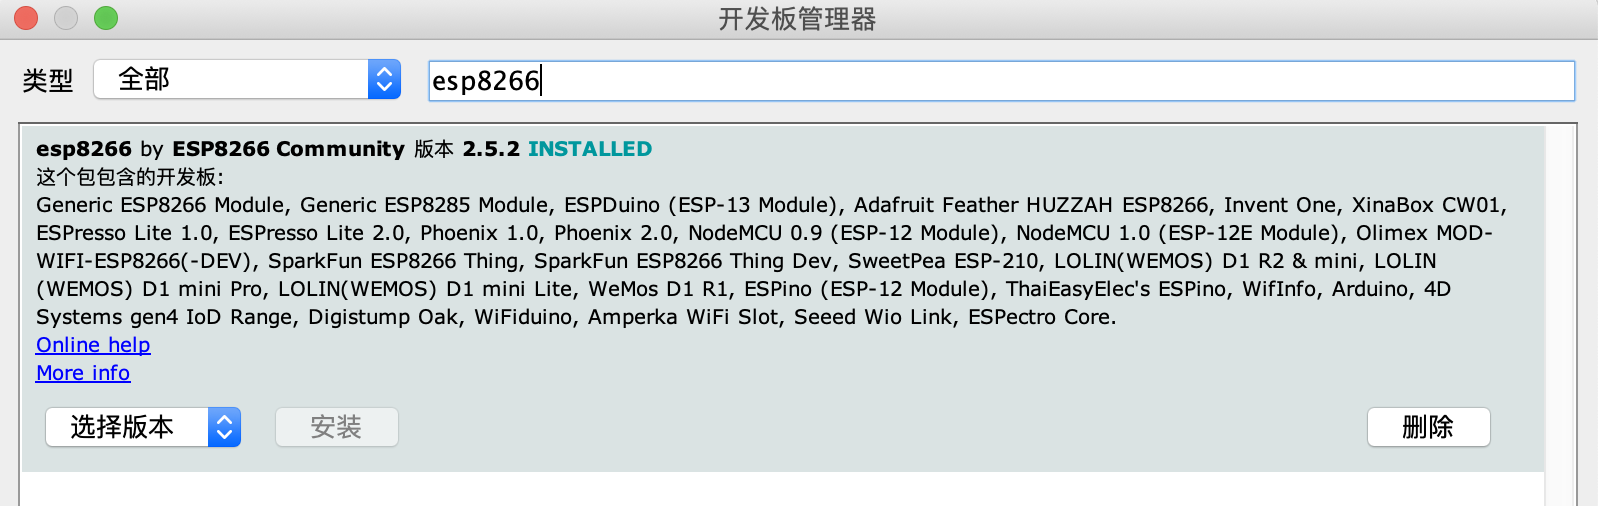 开发板管理器
类型 全部 esp8266
esp8266 by ESP8266 Community 版本 2.5.2 INSTALLED
这个包包含的开发板:
Generic ESP8266 Module, Generic ESP8285 Module, ESPDuino (ESP-13 Module), Adafruit Feather HUZZAH ESP8266, Invent One, XinaBox CW01,
ESPresso Lite 1.0, ESPresso Lite 2.0, Phoenix 1.0, Phoenix 2.0, NodeMCU 0.9 (ESP-12 Module), NodeMCU 1.0 (ESP-12E Module), Olimex MOD-
WIFI-ESP8266(-DEV), SparkFun ESP8266 Thing, SparkFun ESP8266 Thing Dev, SweetPea ESP-210, LOLIN(WEMOS) D1 R2 & mini, LOLIN
(WEMOS) D1 mini Pro, LOLIN(WEMOS) D1 mini Lite, WeMos D1 R1, ESPino (ESP-12 Module), ThaiEasyElec's ESPino, WifInfo, Arduino, 4D
Systems gen4 IoD Range, Digistump Oak, WiFiduino, Amperka WiFi Slot, Seeed Wio Link, ESPectro Core.
Online help
More info
选择版本 安装 删除